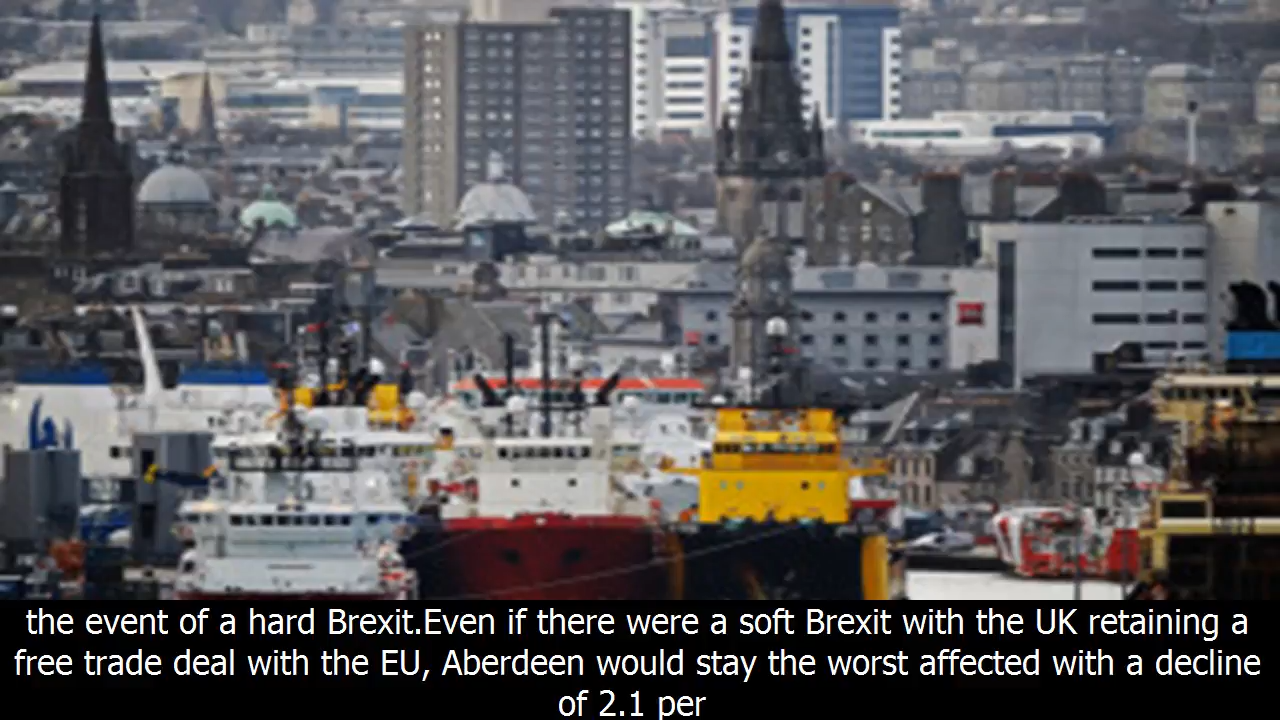 the event of a hard Brexit.Even if there were a soft Brexit with the UK retaining a
free trade deal with the EU, Aberdeen would stay the worst affected with a decline
of 2.1 per